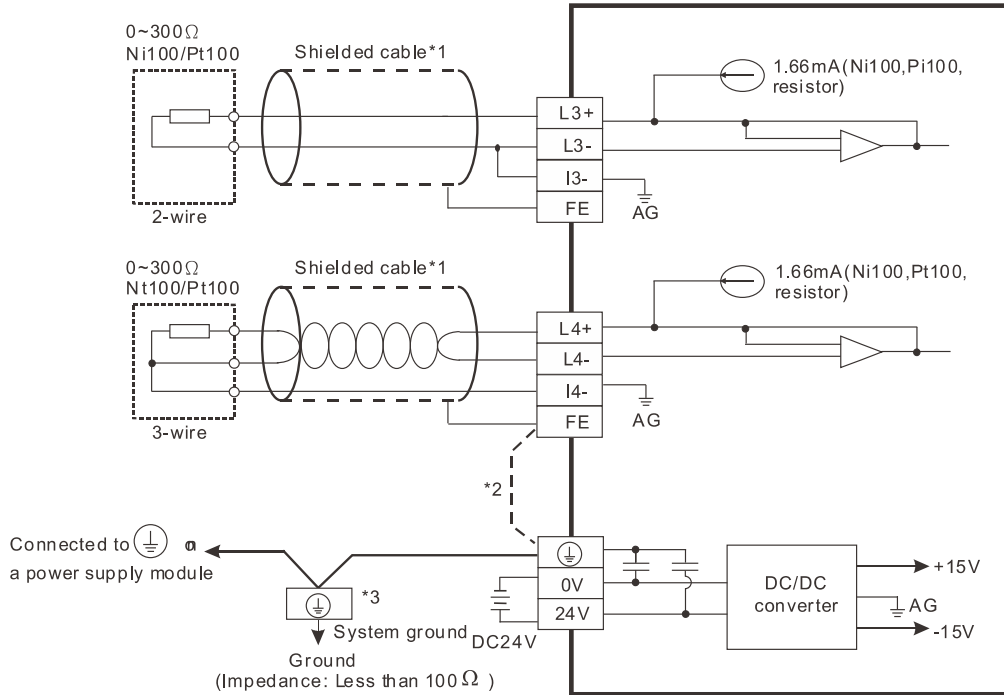 0~300Ω
Ni100/Pt100
Shielded cable*1
1.66mA(Ni100,Pi100,
resistor)
L3+
L3-
I3-
FE
AG
2-wire
0~300Ω
Nt100/Pt100
Shielded cable*1
1.66mA(Ni100,Pt100,
resistor)
L4+
L4-
I4-
FE
AG
3-wire
*2
Connected to
a power supply module
*3
System ground
Ground
(Impedance: Less than 100Ω)
0V
24V
DC24V
DC/DC
converter
+15V
AG
-15V